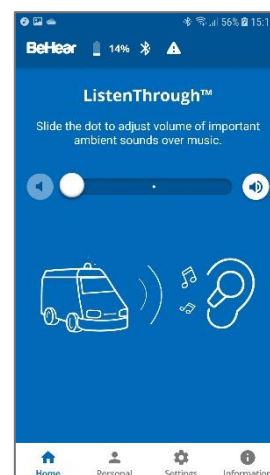 56% 15:1
BeHear 14%
ListenThrough™
Slide the dot to adjust volume of important
ambient sounds over music.
Home Personal Settings Information